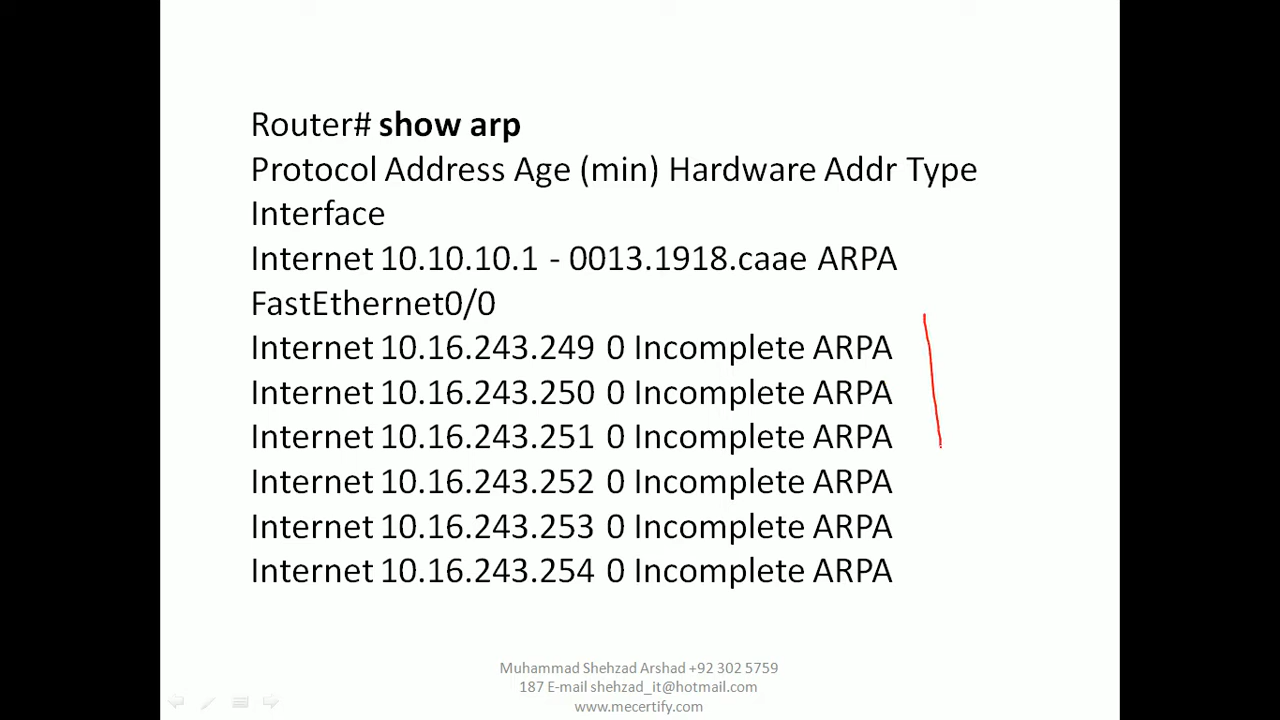 Router# show arp
Protocol Address Age (min) Hardware Addr Type
Interface
Internet 10.10.10.1 - 0013.1918.caae ARPA
FastEthernet0/0
Internet 10.16.243.249 0 Incomplete ARPA
Internet 10.16.243.250 0 Incomplete ARPA
Internet 10.16.243.251 0 Incomplete ARPA
Internet 10.16.243.252 0 Incomplete ARPA
Internet 10.16.243.253 0 Incomplete ARPA
Internet 10.16.243.254 0 Incomplete ARPA
Muhammad Shehzad Arshad +92 302 5759
187 E-mail shehzad_it@hotmail.com
www.mecertify.com